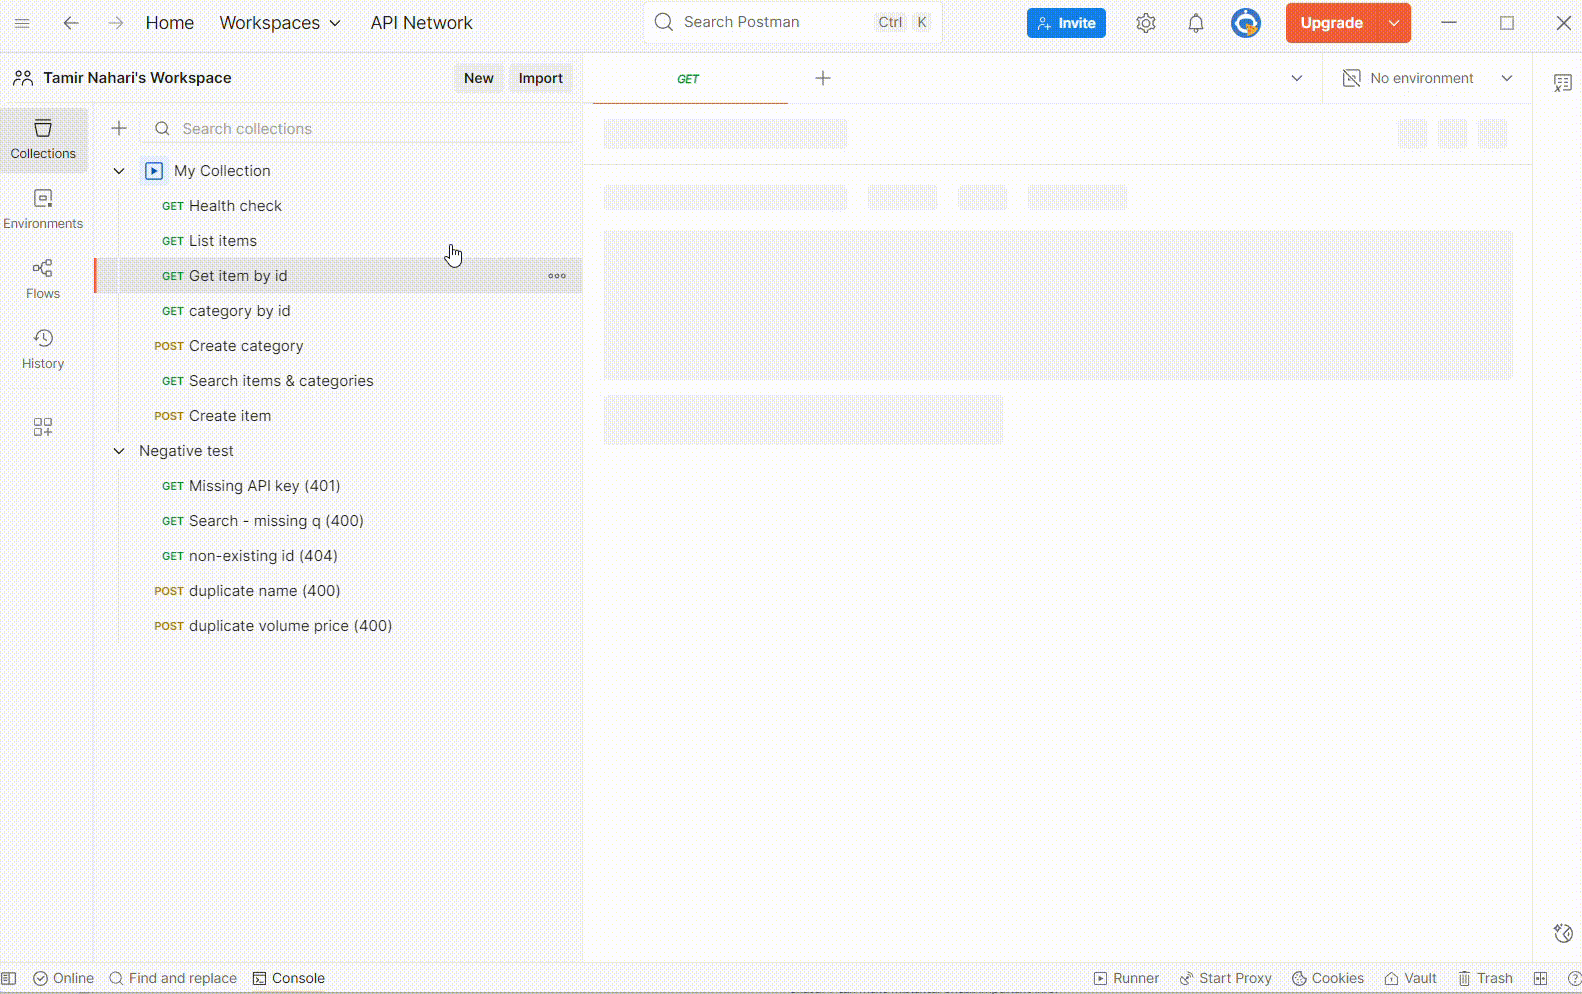 Home Workspaces API Network Search Postman Ctrl K Invite Upgrade
Tamir Nahari's Workspace New Import GET No environment
Collections
Environments
Flows
History
Search collections
My Collection
GET Health check
GET List items
GET Get item by id
GET category by id
POST Create category
GET Search items & categories
POST Create item
Negative test
GET Missing API key (401)
GET Search - missing q (400)
GET non-existing id (404)
POST duplicate name (400)
POST duplicate volume price (400)
Online Find and replace Console Runner Start Proxy Cookies Vault Trash